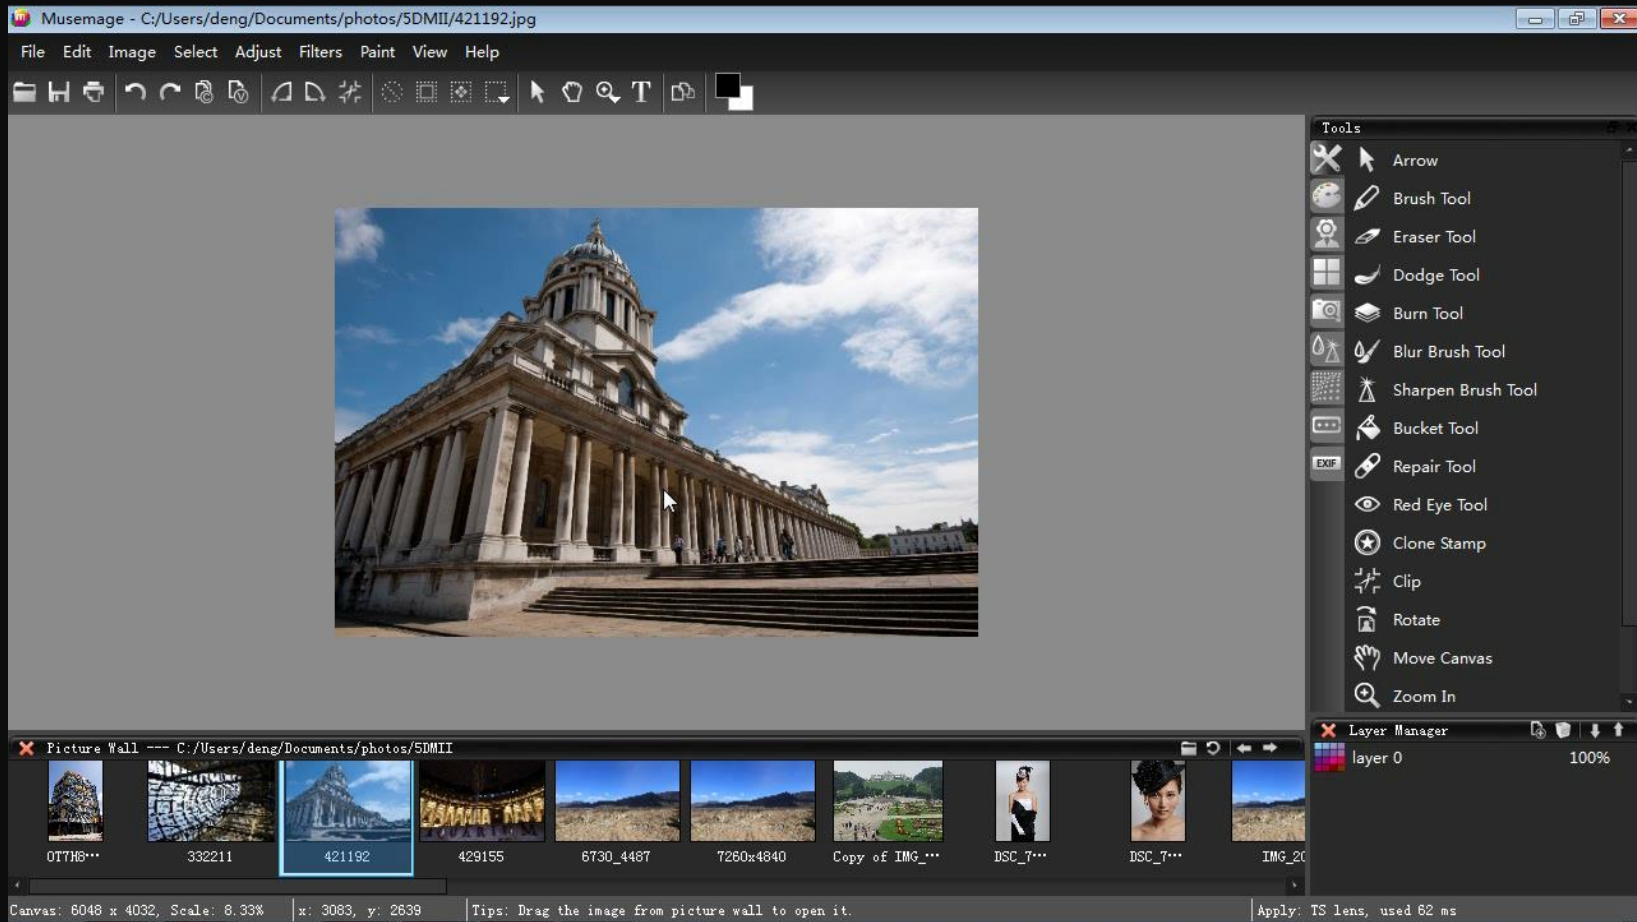 Musemage - C:/Users/deng/Documents/photos/5DMII/421192.jpg
File Edit Image Select Adjust Filters Paint View Help
T
Tools
Arrow
Brush Tool
Eraser Tool
Dodge Tool
Burn Tool
Blur Brush Tool
Sharpen Brush Tool
Bucket Tool
EXIF Repair Tool
Red Eye Tool
Clone Stamp
Clip
Rotate
Move Canvas
Zoom In
Picture Wall --- C:/Users/deng/Documents/photos/5DMII
Layer Manager
layer 0 100%
OT7H8··· 332211 421192 429155 6730_4487 7260x4840 Copy of IMG_··· DSC_7··· DSC_7··· IMG_20
Canvas: 6048 x 4032, Scale: 8.33% x: 3083, y: 2639 Tips: Drag the image from picture wall to open it. Apply: TS lens, used 62 ms